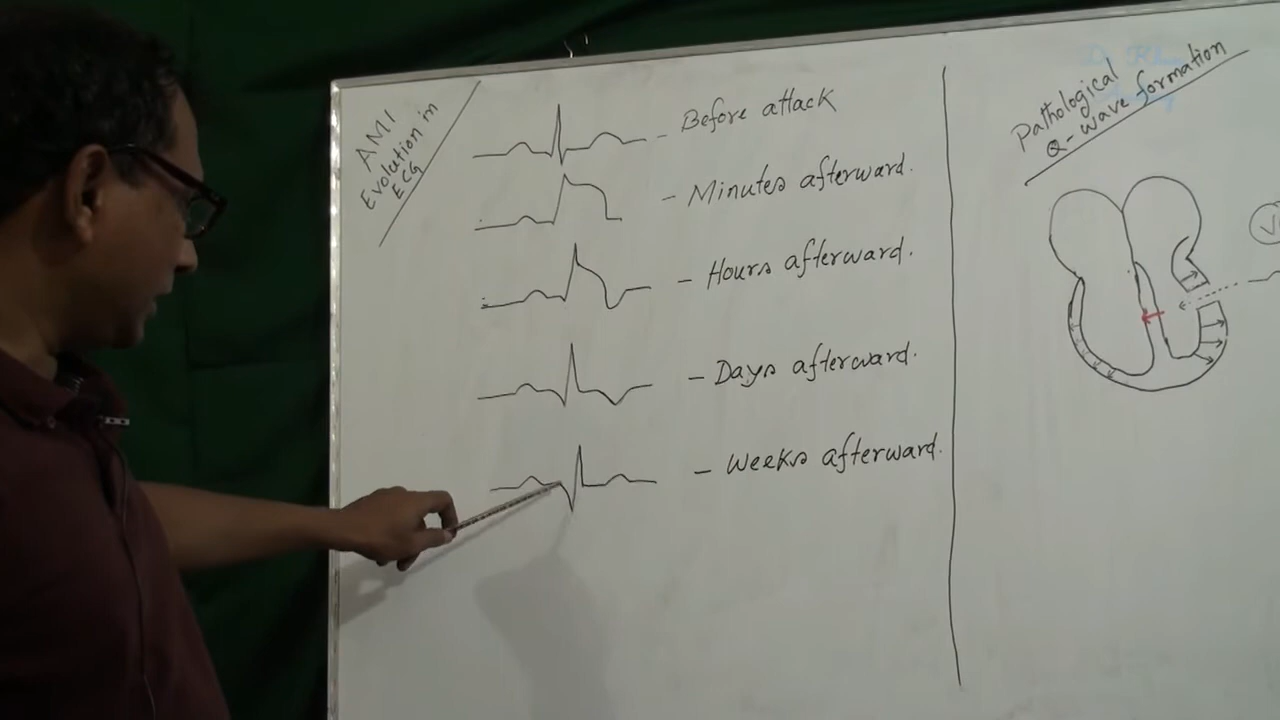 AMI
Evolution in
ECG
- Before attack
- Minutes afterward.
- Hours afterward.
- Days afterward.
- Weeks afterward.
Pathological
Q-wave formation